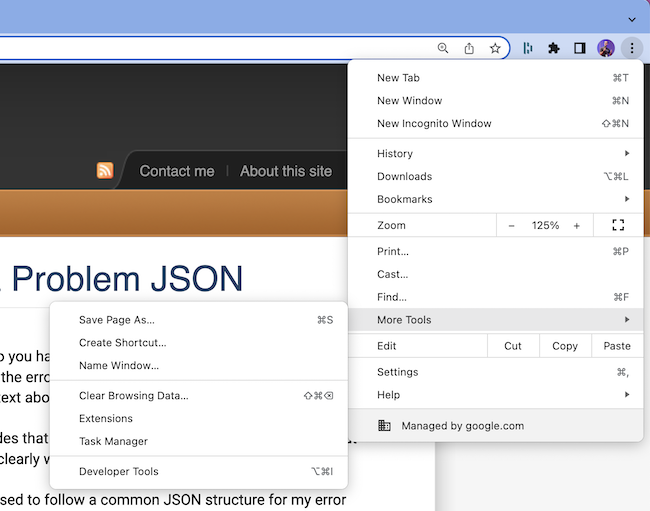 New Tab ⌘T
New Window ⌘N
New Incognito Window ⇧⌘N
History
Downloads ⌥⌘L
Bookmarks
Zoom − 125% +
Print... ⌘P
Cast...
Find... ⌘F
More Tools
Edit Cut Copy Paste
Settings ⌘,
Help
Managed by google.com
Contact me | About this site
Problem JSON
Save Page As... ⌘S
Create Shortcut...
Name Window...
Clear Browsing Data... ⇧⌘⌫
Extensions
Task Manager
Developer Tools ⌥⌘I
you ha
the erro
text abo
des that
clearly w
sed to follow a common JSON structure for my error